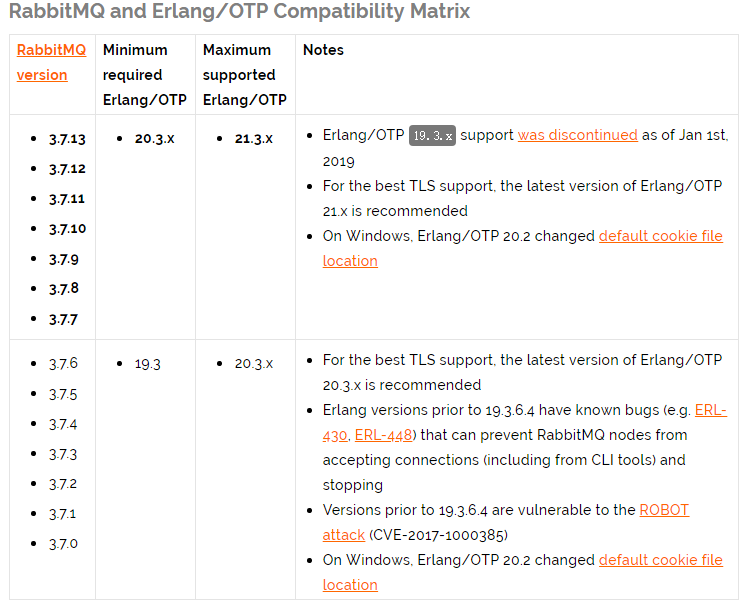 RabbitMQ and Erlang/OTP Compatibility Matrix
RabbitMQ version
Minimum required Erlang/OTP
Maximum supported Erlang/OTP
Notes
• 3.7.13
• 3.7.12
• 3.7.11
• 3.7.10
• 3.7.9
• 3.7.8
• 3.7.7
• 20.3.x
• 21.3.x
• Erlang/OTP 19.3.x support was discontinued as of Jan 1st,
2019
• For the best TLS support, the latest version of Erlang/OTP
21.x is recommended
• On Windows, Erlang/OTP 20.2 changed default cookie file
location
• 3.7.6
• 3.7.5
• 3.7.4
• 3.7.3
• 3.7.2
• 3.7.1
• 3.7.0
• 19.3
• 20.3.x
• For the best TLS support, the latest version of Erlang/OTP
20.3.x is recommended
• Erlang versions prior to 19.3.6.4 have known bugs (e.g. ERL-
430, ERL-448) that can prevent RabbitMQ nodes from
accepting connections (including from CLI tools) and
stopping
• Versions prior to 19.3.6.4 are vulnerable to the ROBOT
attack (CVE-2017-1000385)
• On Windows, Erlang/OTP 20.2 changed default cookie file
location